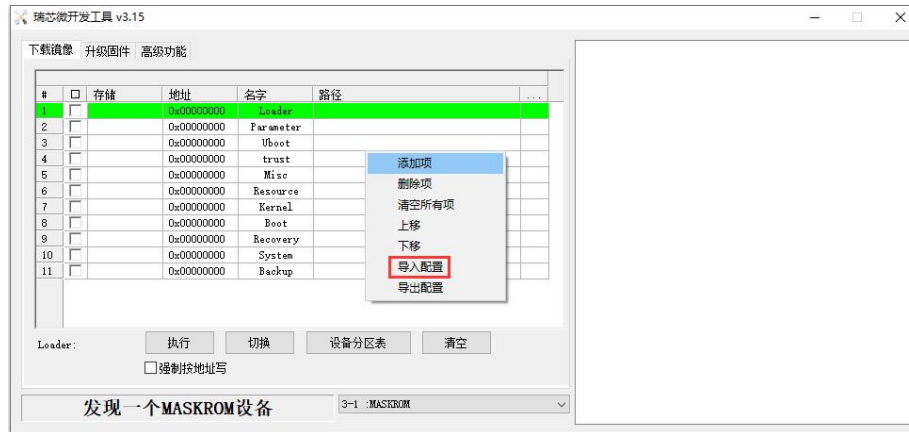 瑞芯微开发工具 v3.15
下载镜像 升级固件 高级功能
# 存储 地址 名字 路径 ...
1 0x00000000 Loader
2 0x00000000 Parameter
3 0x00000000 Uboot
4 0x00000000 trust
5 0x00000000 Misc
6 0x00000000 Resource
7 0x00000000 Kernel
8 0x00000000 Boot
9 0x00000000 Recovery
10 0x00000000 System
11 0x00000000 Backup
添加项
删除项
清空所有项
上移
下移
导入配置
导出配置
Loader: 执行 切换 设备分区表 清空
强制按地址写
发现一个MASKROM设备 3-1 :MASKROM